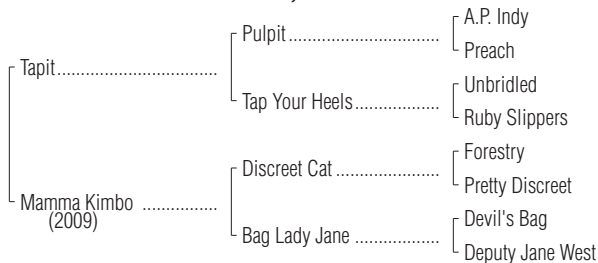 A.P. Indy
Pulpit
Preach
Tapit
Unbridled
Tap Your Heels
Ruby Slippers
Forestry
Discreet Cat
Pretty Discreet
Mamma Kimbo
(2009)
Devil's Bag
Bag Lady Jane
Deputy Jane West